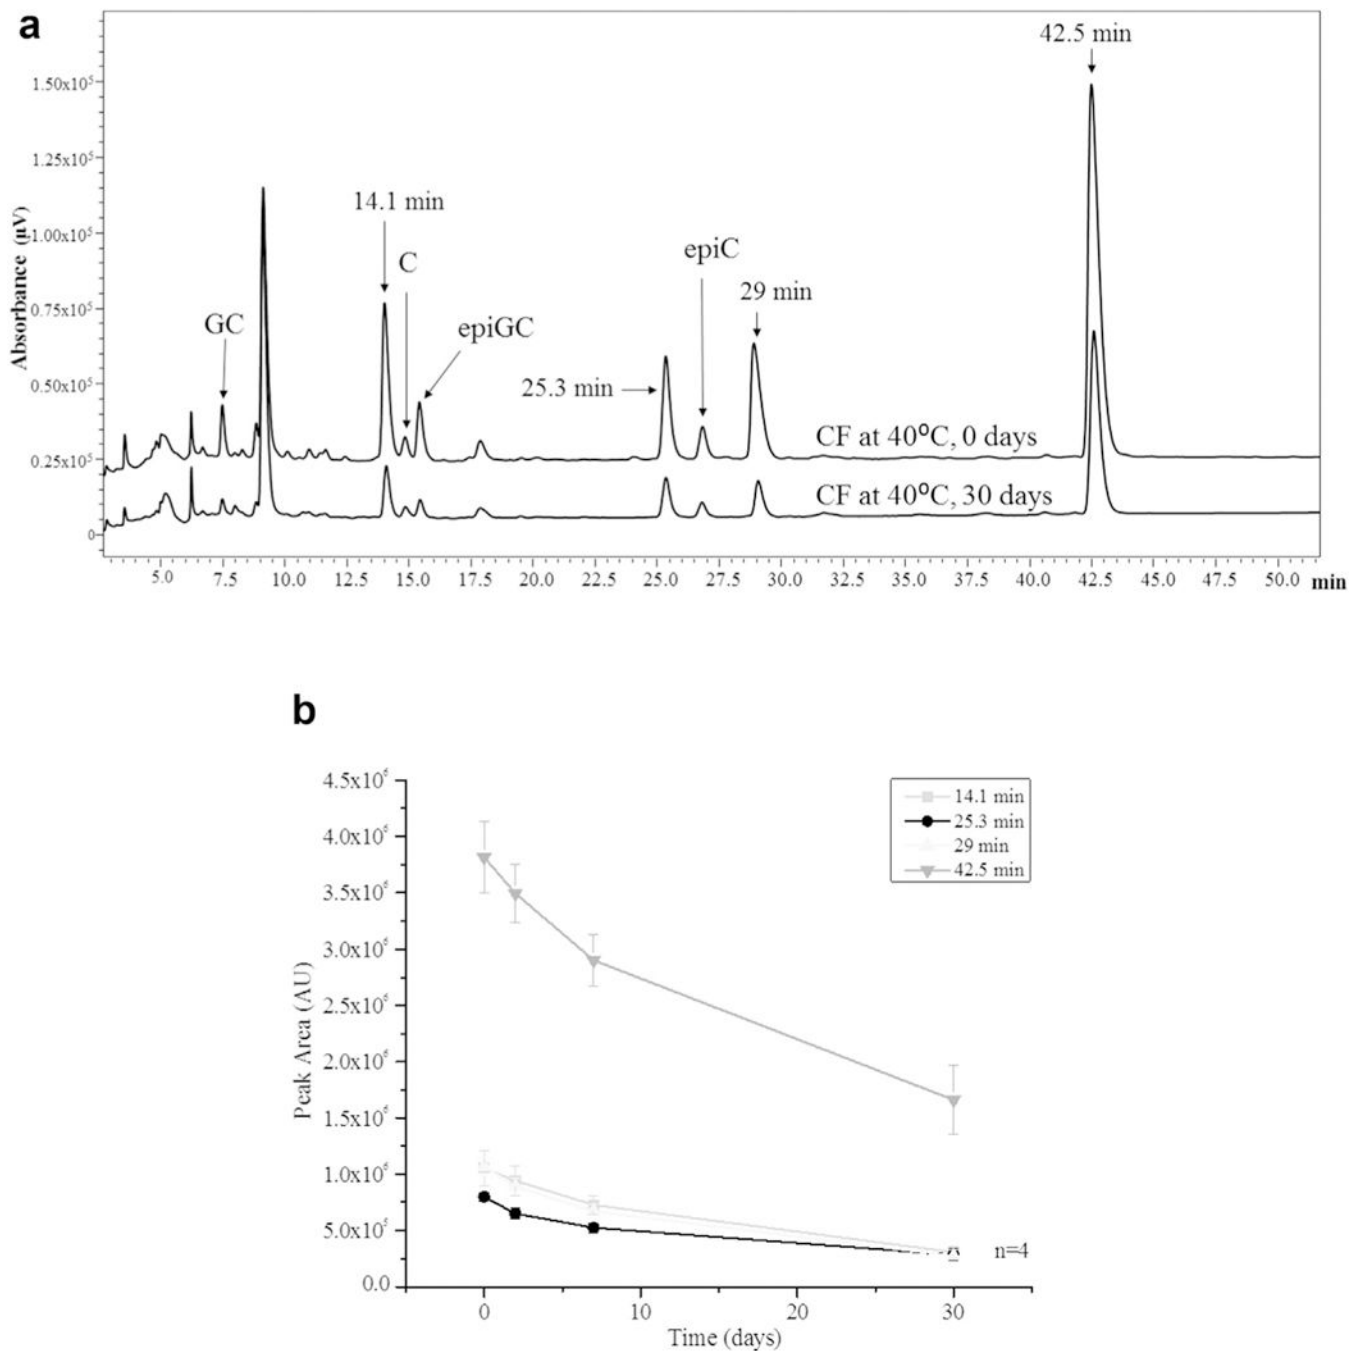 a
42.5 min
1.50x10⁵
1.25x10⁵
14.1 min
Absorbance (µV)
1.00x10⁵
C
epiC
29 min
0.75x10⁵
GC
epiGC
0.50x10⁵
25.3 min
CF at 40°C, 0 days
0.25x10⁵
CF at 40°C, 30 days
0
5.0 7.5 10.0 12.5 15.0 17.5 20.0 22.5 25.0 27.5 30.0 32.5 35.0 37.5 40.0 42.5 45.0 47.5 50.0 min
b
4.5x10⁶
14.1 min
25.3 min
29 min
42.5 min
4.0x10⁶
3.5x10⁶
3.0x10⁶
Peak Area (AU)
2.5x10⁶
2.0x10⁶
1.5x10⁶
1.0x10⁶
5.0x10⁵
n=4
0.0
0 10 20 30
Time (days)